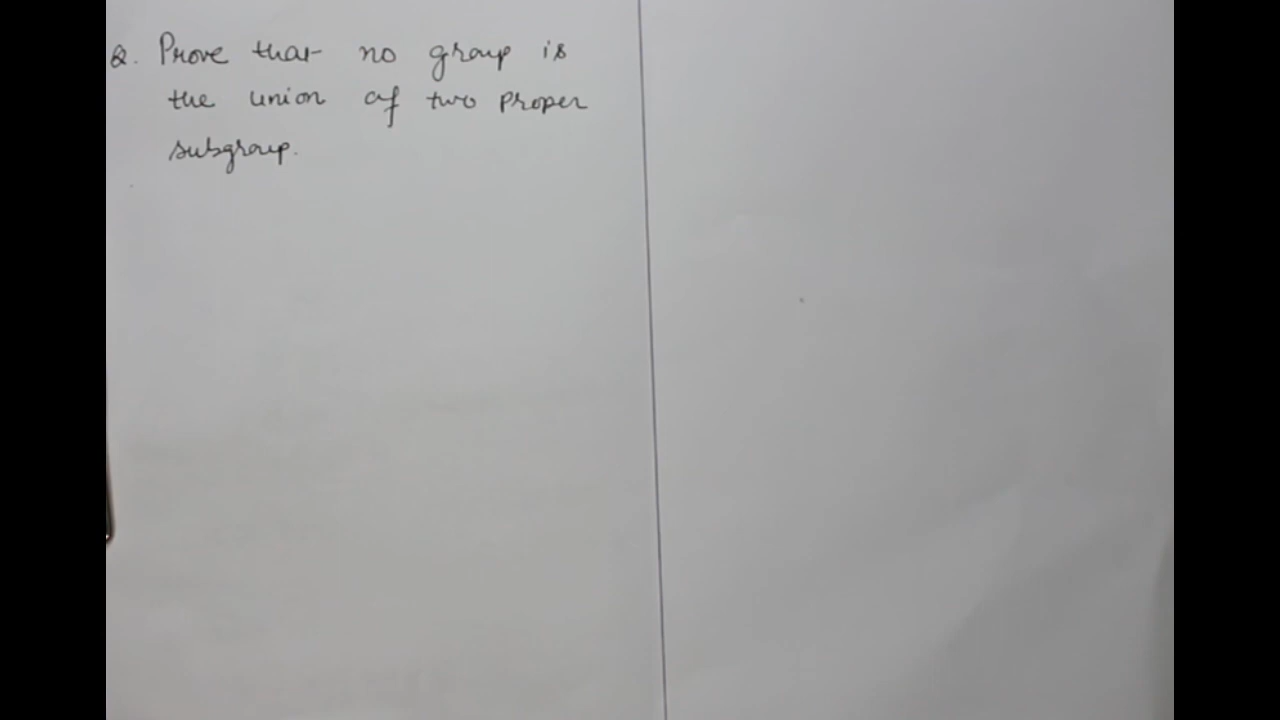 Q. Prove that no group is
the union of two proper
subgroup.